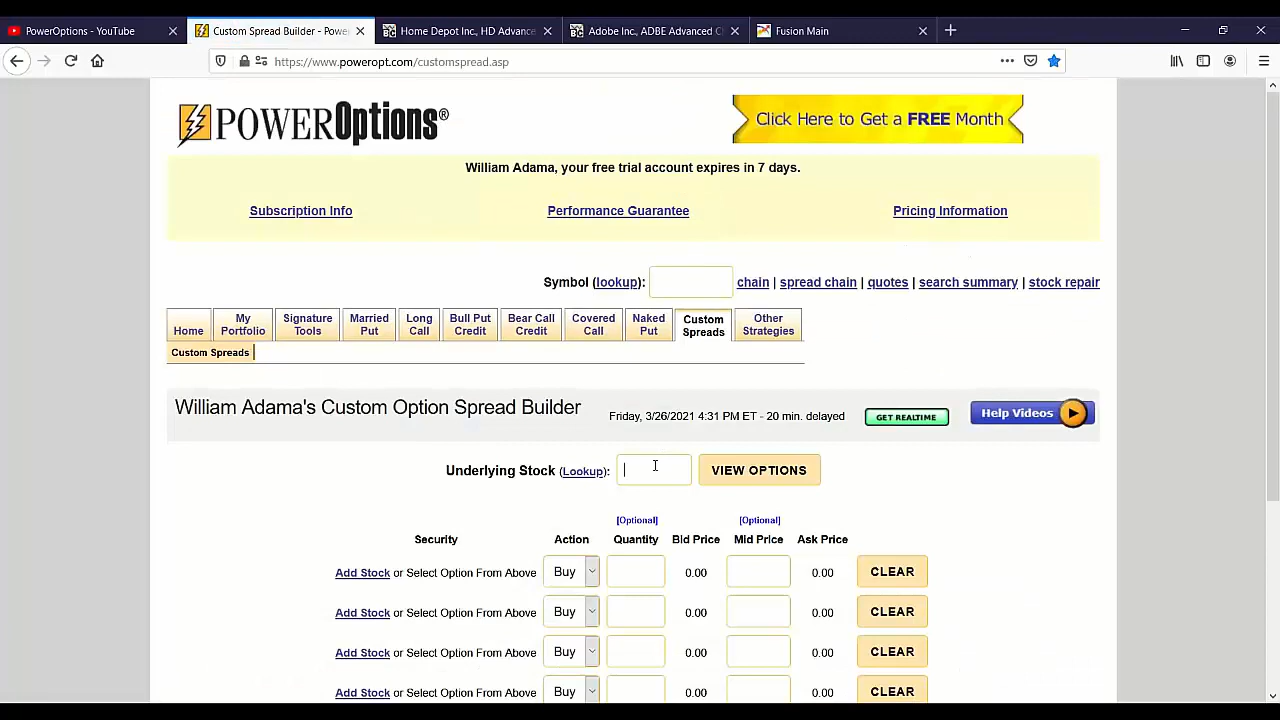 PowerOptions - YouTube
Custom Spread Builder - Powe
Home Depot Inc., HD Advance
Adobe Inc., ADBE Advanced C
Fusion Main
https://www.poweropt.com/customspread.asp
POWEROptions®
Click Here to Get a FREE Month
William Adama, your free trial account expires in 7 days.
Subscription Info
Performance Guarantee
Pricing Information
Symbol (lookup):
chain | spread chain | quotes | search summary | stock repair
Home
My Portfolio
Signature Tools
Married Put
Long Call
Bull Put Credit
Bear Call Credit
Covered Call
Naked Put
Custom Spreads
Other Strategies
Custom Spreads
William Adama's Custom Option Spread Builder
Friday, 3/26/2021 4:31 PM ET - 20 min. delayed
GET REALTIME
Help Videos
Underlying Stock (Lookup):
VIEW OPTIONS
[Optional] [Optional]
Security Action Quantity Bid Price Mid Price Ask Price
Add Stock or Select Option From Above Buy 0.00 0.00 CLEAR
Add Stock or Select Option From Above Buy 0.00 0.00 CLEAR
Add Stock or Select Option From Above Buy 0.00 0.00 CLEAR
Add Stock or Select Option From Above Buy 0.00 0.00 CLEAR